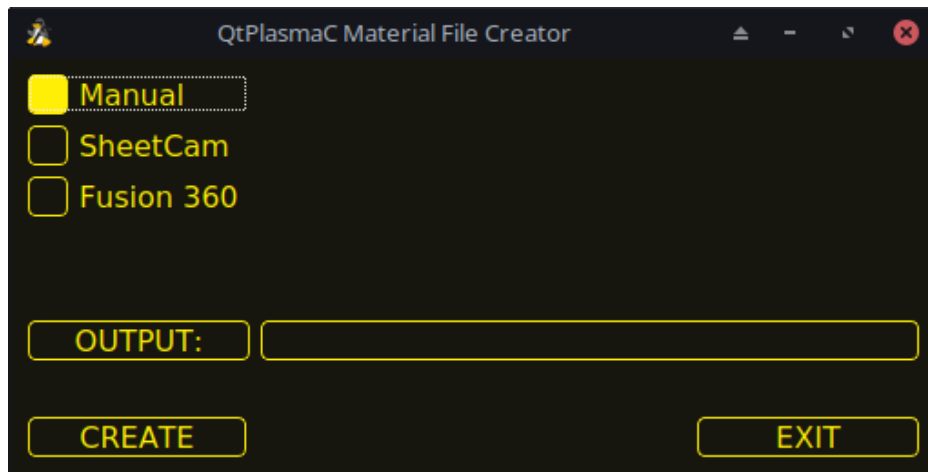 QtPlasmaC Material File Creator
Manual
SheetCam
Fusion 360
OUTPUT:
CREATE EXIT